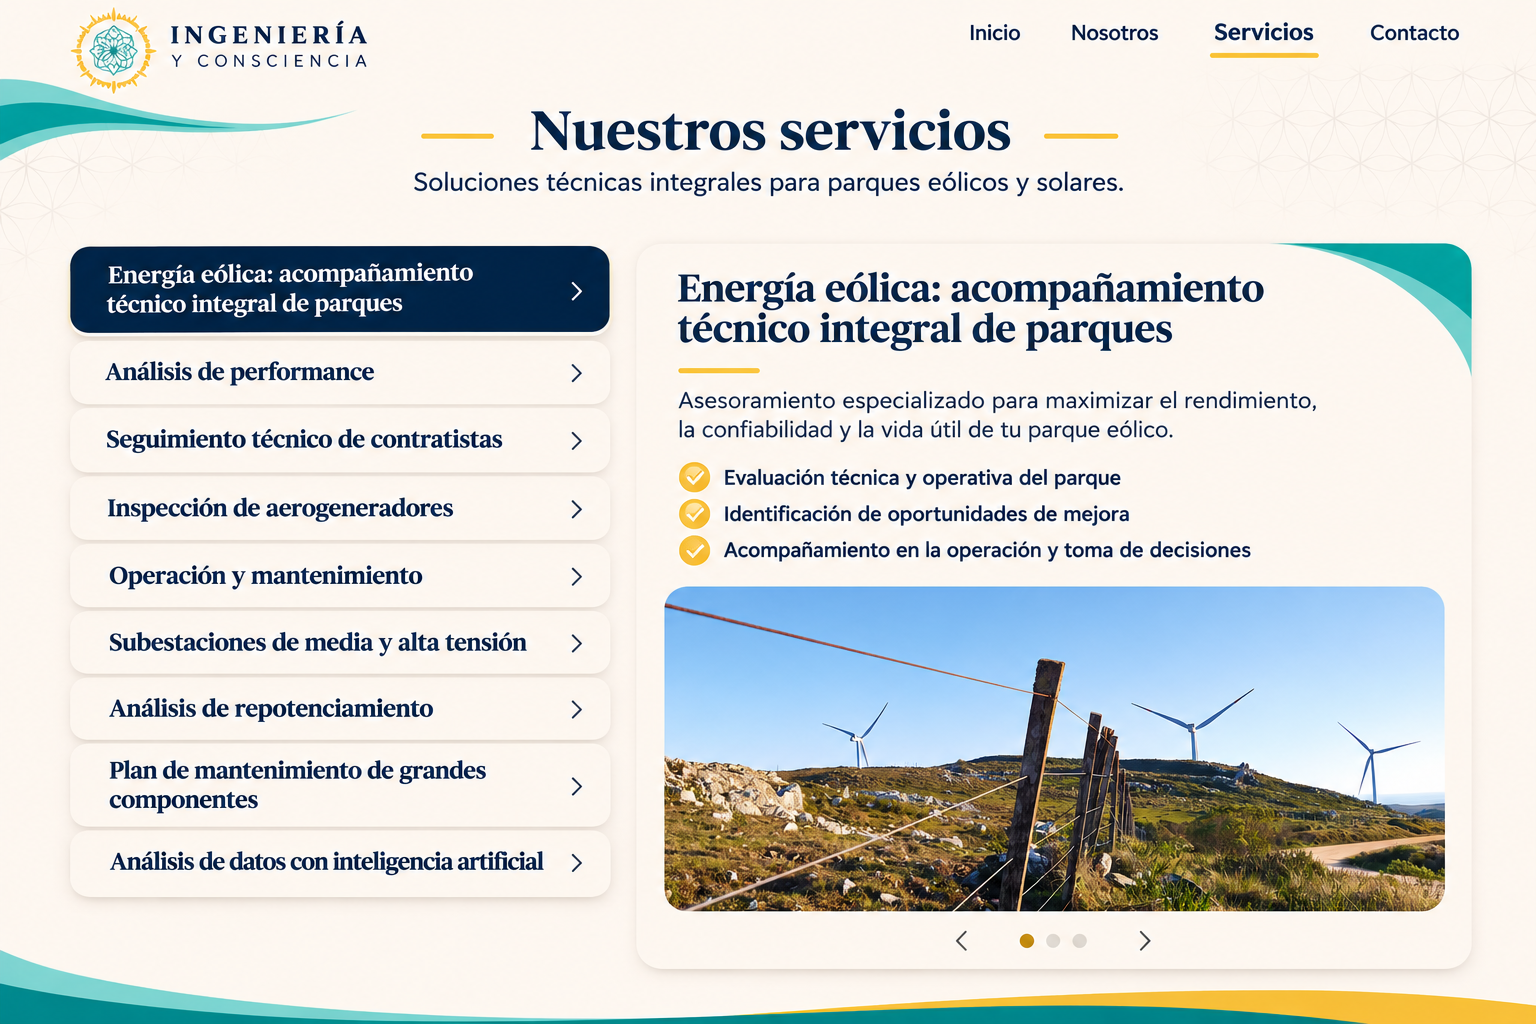 INGENIERÍA
Y CONSCIENCIA
Inicio
Nosotros
Servicios
Contacto
Nuestros servicios
Soluciones técnicas integrales para parques eólicos y solares.
Energía eólica: acompañamiento
técnico integral de parques
Análisis de performance
Seguimiento técnico de contratistas
Inspección de aerogeneradores
Operación y mantenimiento
Subestaciones de media y alta tensión
Análisis de repotenciamiento
Plan de mantenimiento de grandes
componentes
Análisis de datos con inteligencia artificial
Energía eólica: acompañamiento
técnico integral de parques
Asesoramiento especializado para maximizar el rendimiento,
la confiabilidad y la vida útil de tu parque eólico.
Evaluación técnica y operativa del parque
Identificación de oportunidades de mejora
Acompañamiento en la operación y toma de decisiones